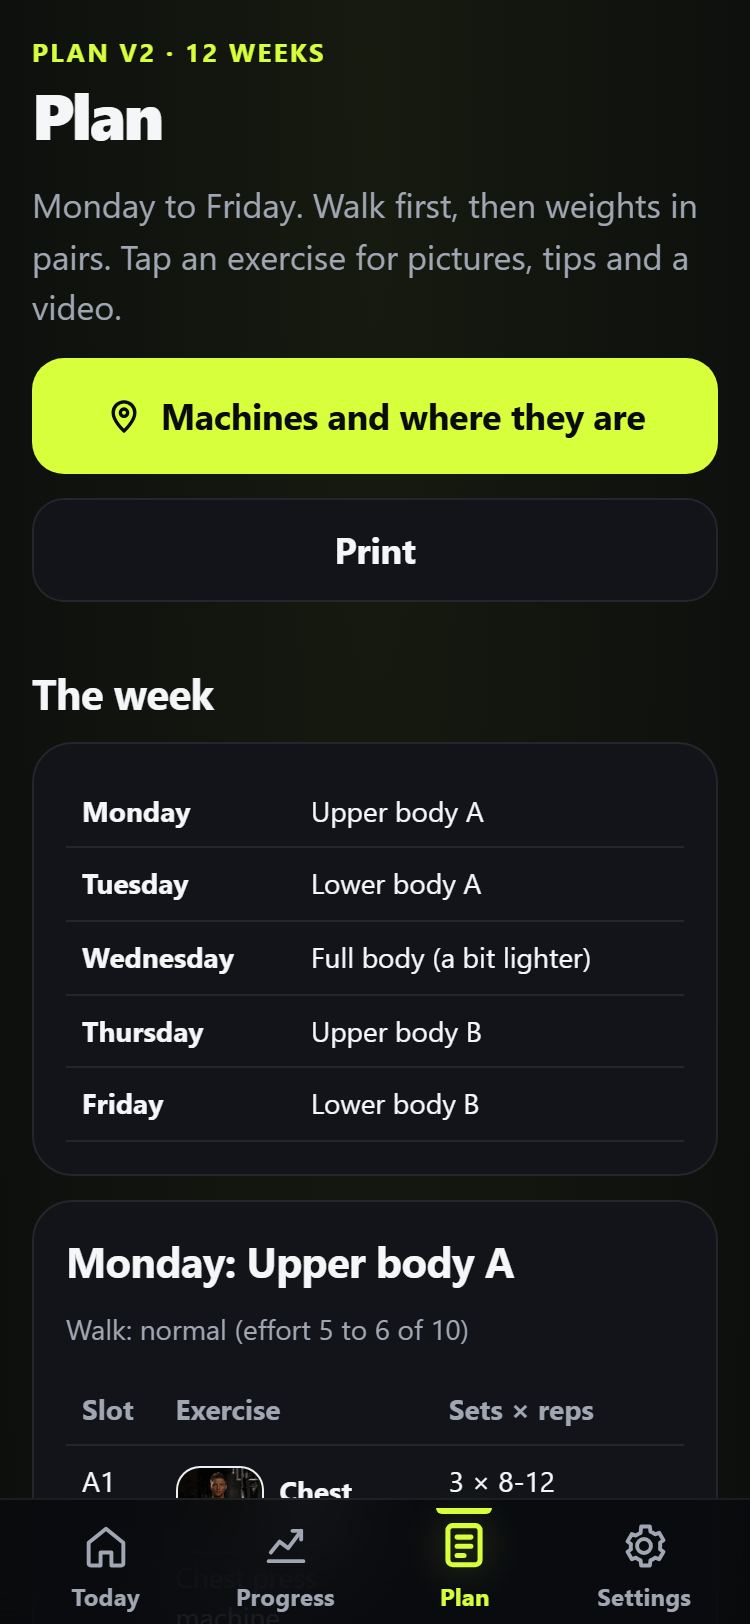 PLAN V2 · 12 WEEKS
Plan
Monday to Friday. Walk first, then weights in
pairs. Tap an exercise for pictures, tips and a
video.
Machines and where they are
Print
The week
Monday Upper body A
Tuesday Lower body A
Wednesday Full body (a bit lighter)
Thursday Upper body B
Friday Lower body B
Monday: Upper body A
Walk: normal (effort 5 to 6 of 10)
Slot Exercise Sets × reps
A1 Chest 3 × 8-12
Chest press
machine
Today Progress Plan Settings